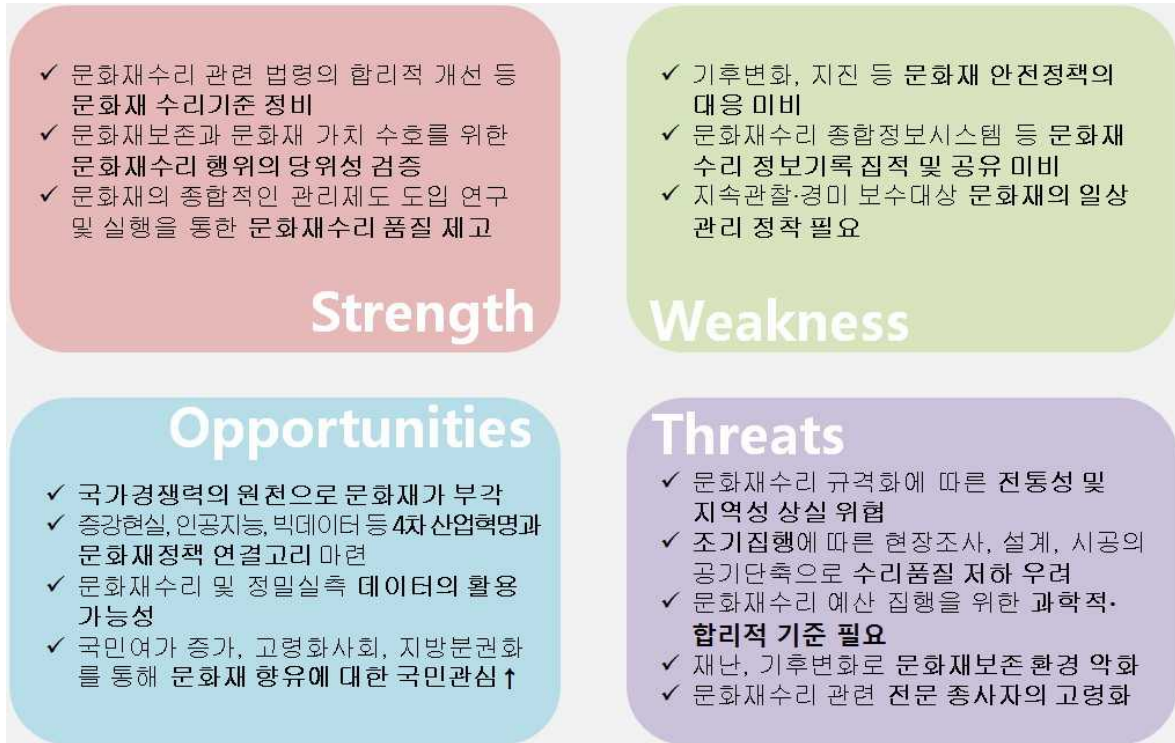 ✓ 문화재수리 관련 법령의 합리적 개선 등
문화재 수리기준 정비
✓ 문화재보존과 문화재 가치 수호를 위한
문화재수리 행위의 당위성 검증
✓ 문화재의 종합적인 관리제도 도입 연구
및 실행을 통한 문화재수리 품질 제고
Strength
✓ 기후변화, 지진 등 문화재 안전정책의
대응 미비
✓ 문화재수리 종합정보시스템 등 문화재
수리 정보기록 집적 및 공유 미비
✓ 지속관찰·경미 보수대상 문화재의 일상
관리 정착 필요
Weakness
Opportunities
✓ 국가경쟁력의 원천으로 문화재가 부각
✓ 증강현실, 인공지능, 빅데이터 등 4차 산업혁명과
문화재정책 연결고리 마련
✓ 문화재수리 및 정밀실측 데이터의 활용
가능성
✓ 국민여가 증가, 고령화사회, 지방분권화
를 통해 문화재 향유에 대한 국민관심↑
Threats
✓ 문화재수리 규격화에 따른 전통성 및
지역성 상실 위험
✓ 조기집행에 따른 현장조사, 설계, 시공의
공기단축으로 수리품질 저하 우려
✓ 문화재수리 예산 집행을 위한 과학적·
합리적 기준 필요
✓ 재난, 기후변화로 문화재보존 환경 악화
✓ 문화재수리 관련 전문 종사자의 고령화